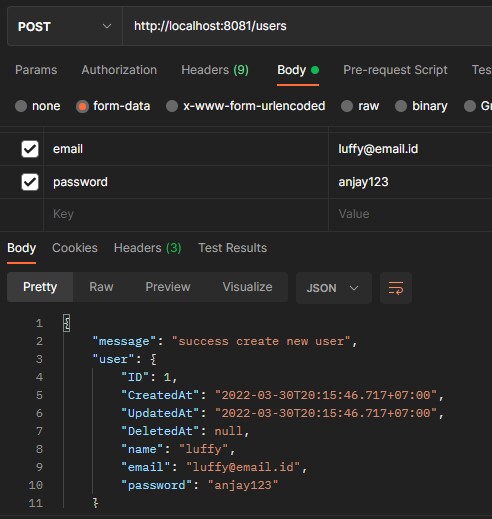 POST http://localhost:8081/users
Params Authorization Headers (9) Body Pre-request Script Tes
none form-data x-www-form-urlencoded raw binary G
email luffy@email.id
password anjay123
Key Value
Body Cookies Headers (3) Test Results
Pretty Raw Preview Visualize JSON
1 {
2 "message": "success create new user",
3 "user": {
4 "ID": 1,
5 "CreatedAt": "2022-03-30T20:15:46.717+07:00",
6 "UpdatedAt": "2022-03-30T20:15:46.717+07:00",
7 "DeletedAt": null,
8 "name": "luffy",
9 "email": "luffy@email.id",
10 "password": "anjay123"
11 }